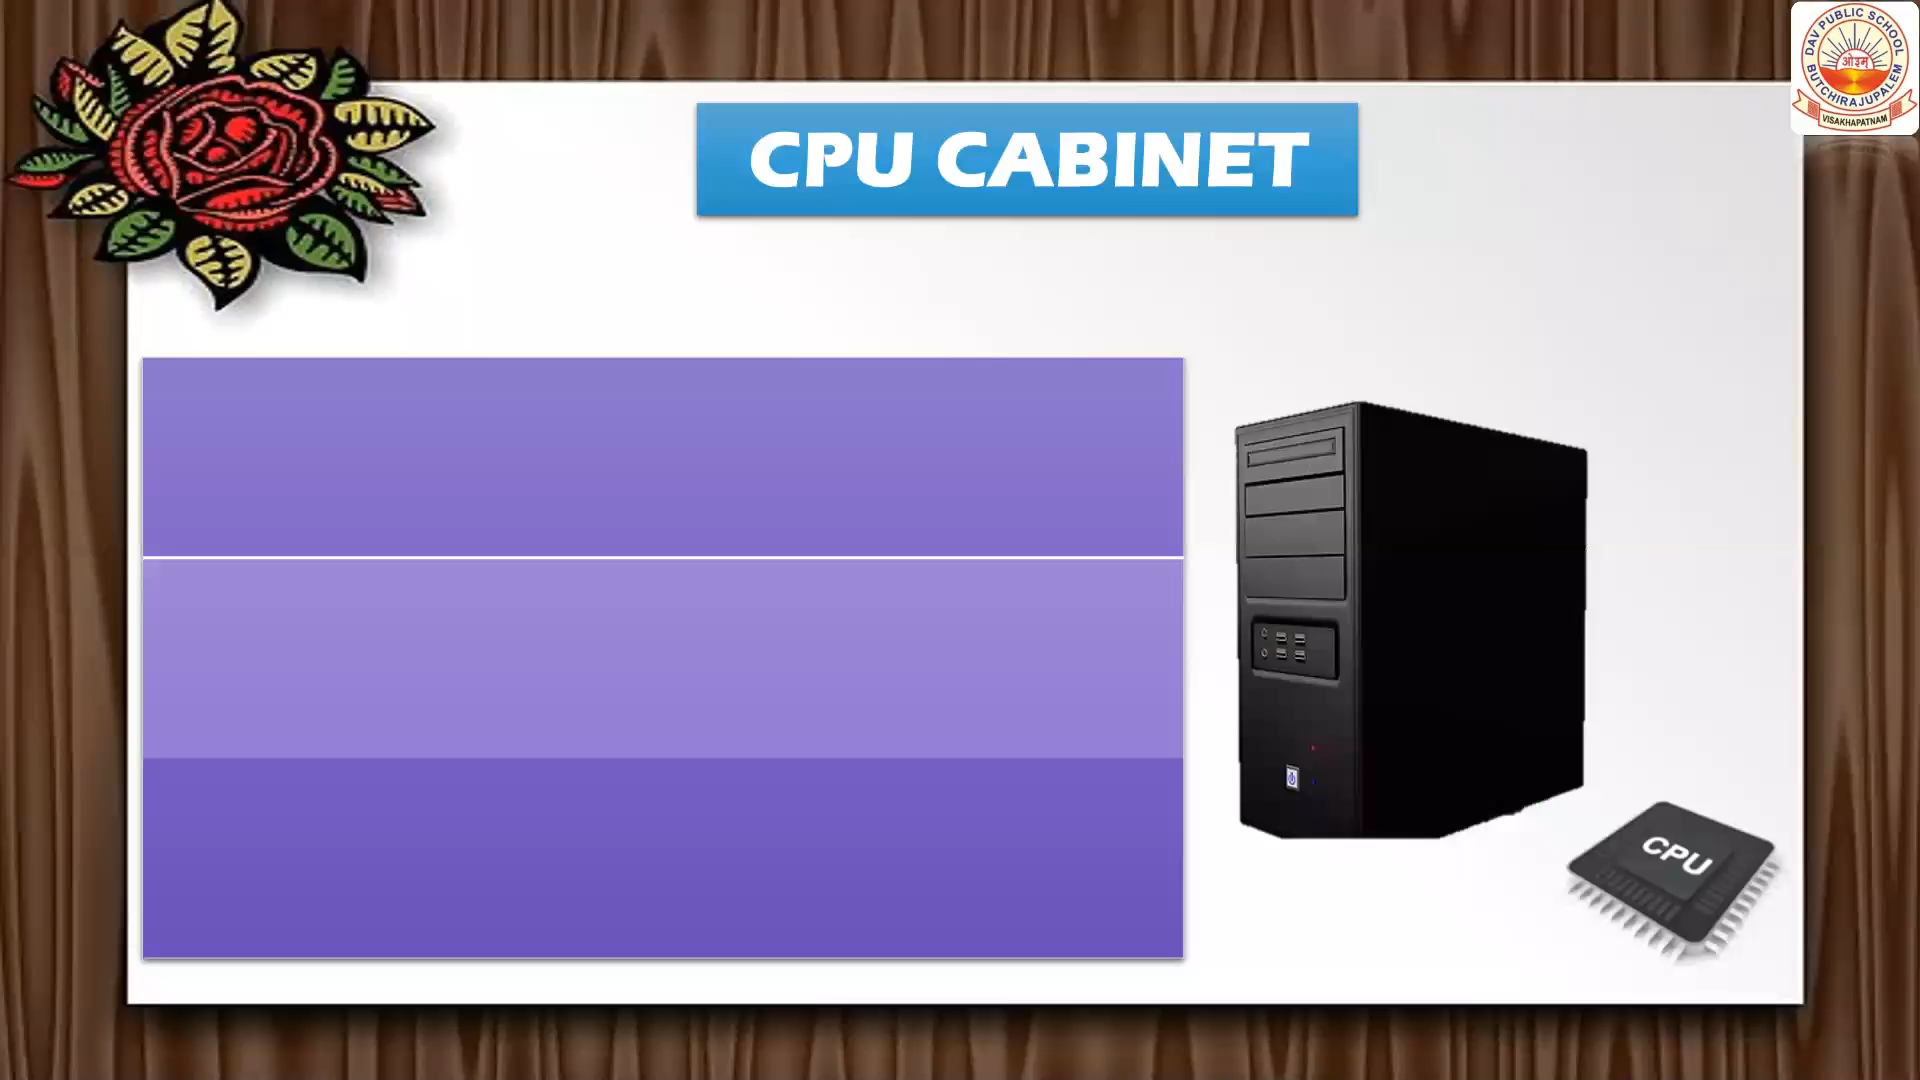 CPU CABINET
DAV PUBLIC SCHOOL
ओ३म्
BUTCHIRAJUPALEM
VISAKHAPATNAM
CPU